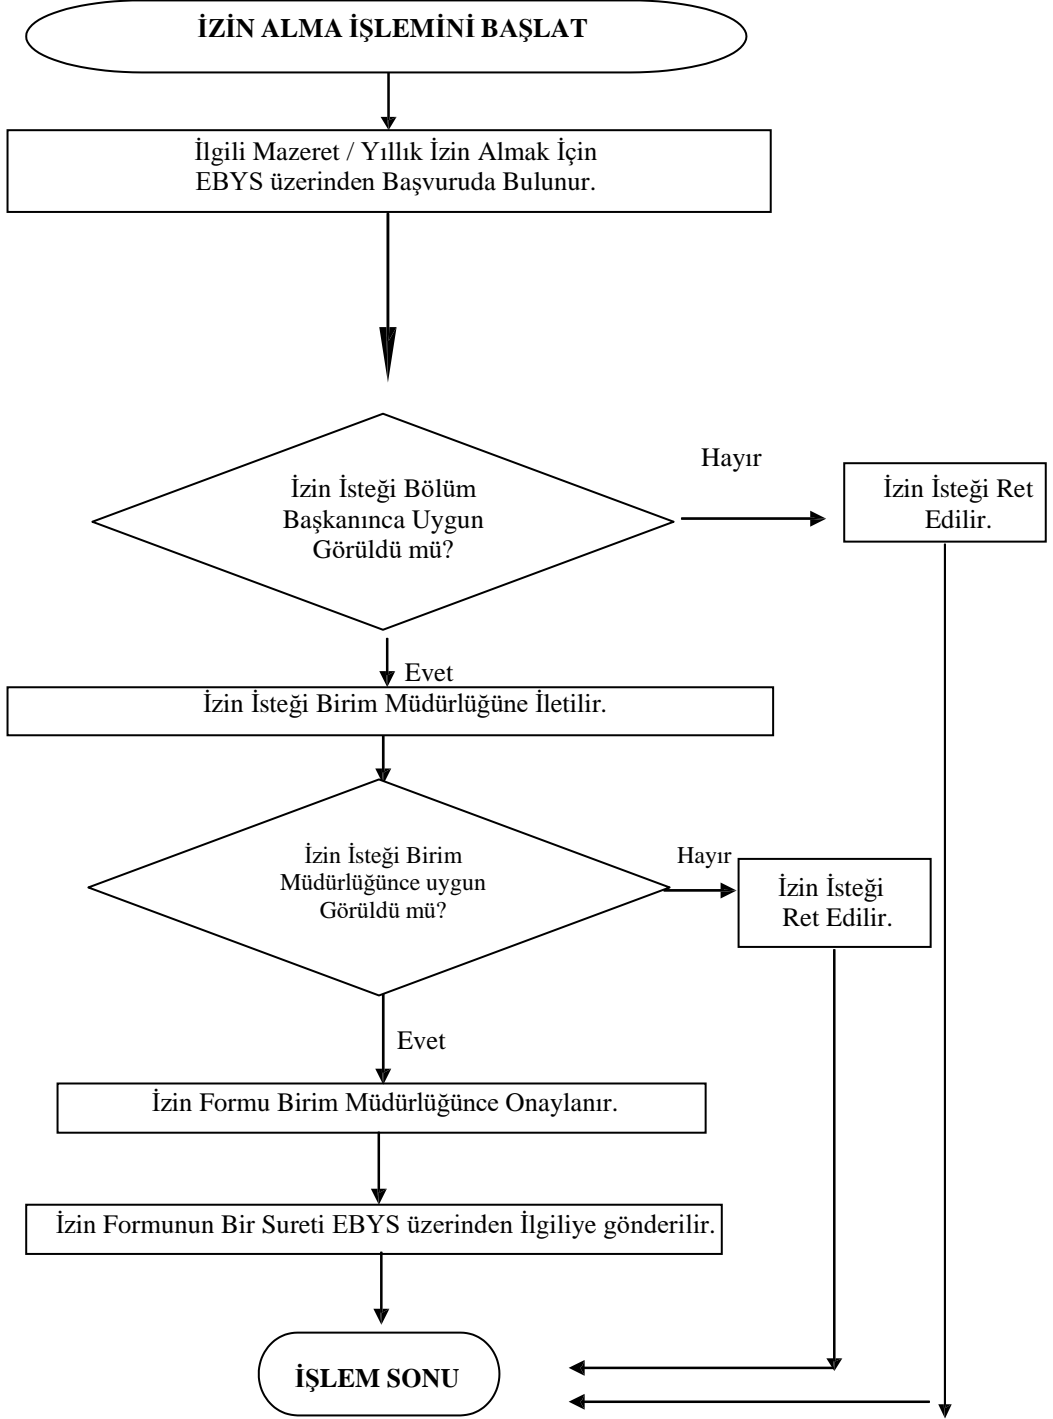 İZİN ALMA İŞLEMİNİ BAŞLAT
İlgili Mazeret / Yıllık İzin Almak İçin
EBYS üzerinden Başvuruda Bulunur.
İzin İsteği Bölüm
Başkanınca Uygun
Görüldü mü?
Hayır
İzin İsteği Ret
Edilir.
Evet
İzin İsteği Birim Müdürlüğüne İletilir.
İzin İsteği Birim
Müdürlüğünce uygun
Görüldü mü?
Hayır
İzin İsteği
Ret Edilir.
Evet
İzin Formu Birim Müdürlüğünce Onaylanır.
İzin Formunun Bir Sureti EBYS üzerinden İlgiliye gönderilir.
İŞLEM SONU